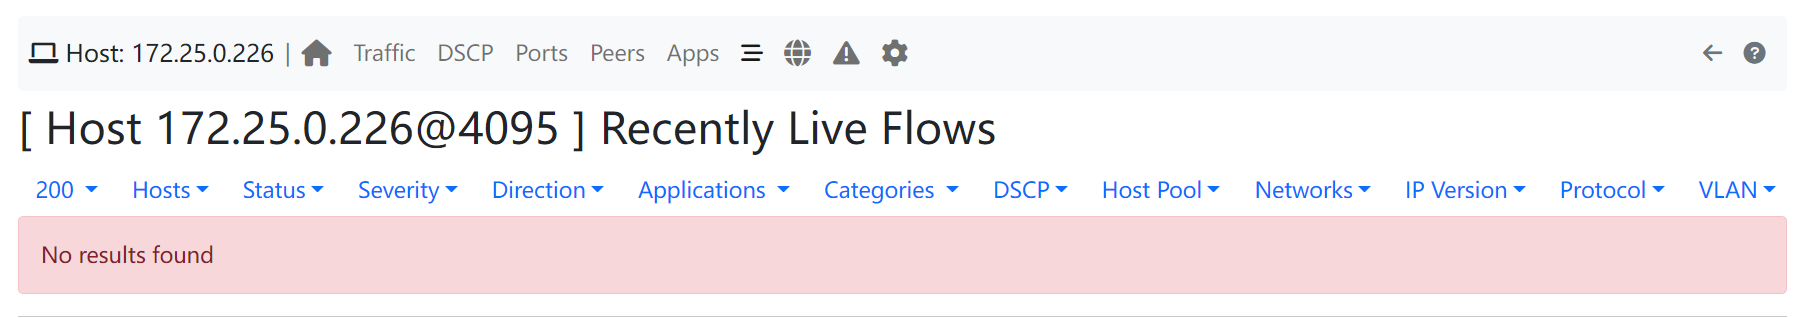 Host: 172.25.0.226 | Traffic DSCP Ports Peers Apps
[ Host 172.25.0.226@4095 ] Recently Live Flows
200 Hosts Status Severity Direction Applications Categories DSCP Host Pool Networks IP Version Protocol VLAN
No results found